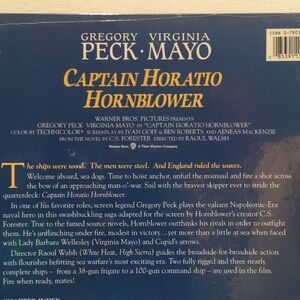 GREGORY VIRGINIA
PECK · MAYO
CAPTAIN HORATIO
HORNBLOWER
WARNER BROS. PICTURES PRESENTS
GREGORY PECK VIRGINIA MAYO IN "CAPTAIN HORATIO HORNBLOWER"
COLOR BY TECHNICOLOR® SCREENPLAY BY IVAN GOFF & BEN ROBERTS AND AENEAS MacKENZIE
FROM THE NOVEL BY C.S. FORESTER DIRECTED BY RAOUL WALSH
Warner Bros. A Time Warner Company
ISBN 0-7907
The ships were wood. The men were steel. And England ruled the waves.
Welcome aboard, sea dogs. Time to hoist anchor, unfurl the mainsail and fire a shot across
the bow of an approaching man-o'-war. Sail with the bravest skipper ever to stride the
quarterdeck: Captain Horatio Hornblower.
In one of his favorite roles, screen legend Gregory Peck plays the valiant Napoleonic-Era
naval hero in this swashbuckling saga adapted for the screen by Hornblower's creator C.S.
Forester. True to the famed source novels, Hornblower outthinks his rivals in order to outfight
them. He's unflinching under fire, modest in victory...yet more than a little at sea when faced
with Lady Barbara Wellesley (Virginia Mayo) and Cupid's arrows.
Director Raoul Walsh (White Heat, High Sierra) guides the broadside-for-broadside action
with flourishes befitting sea warfare's most exciting era. Two fully rigged and three nearly
complete ships – from a 38-gun frigate to a 100-gun command ship – are used in the film.
Fire when ready, mates!